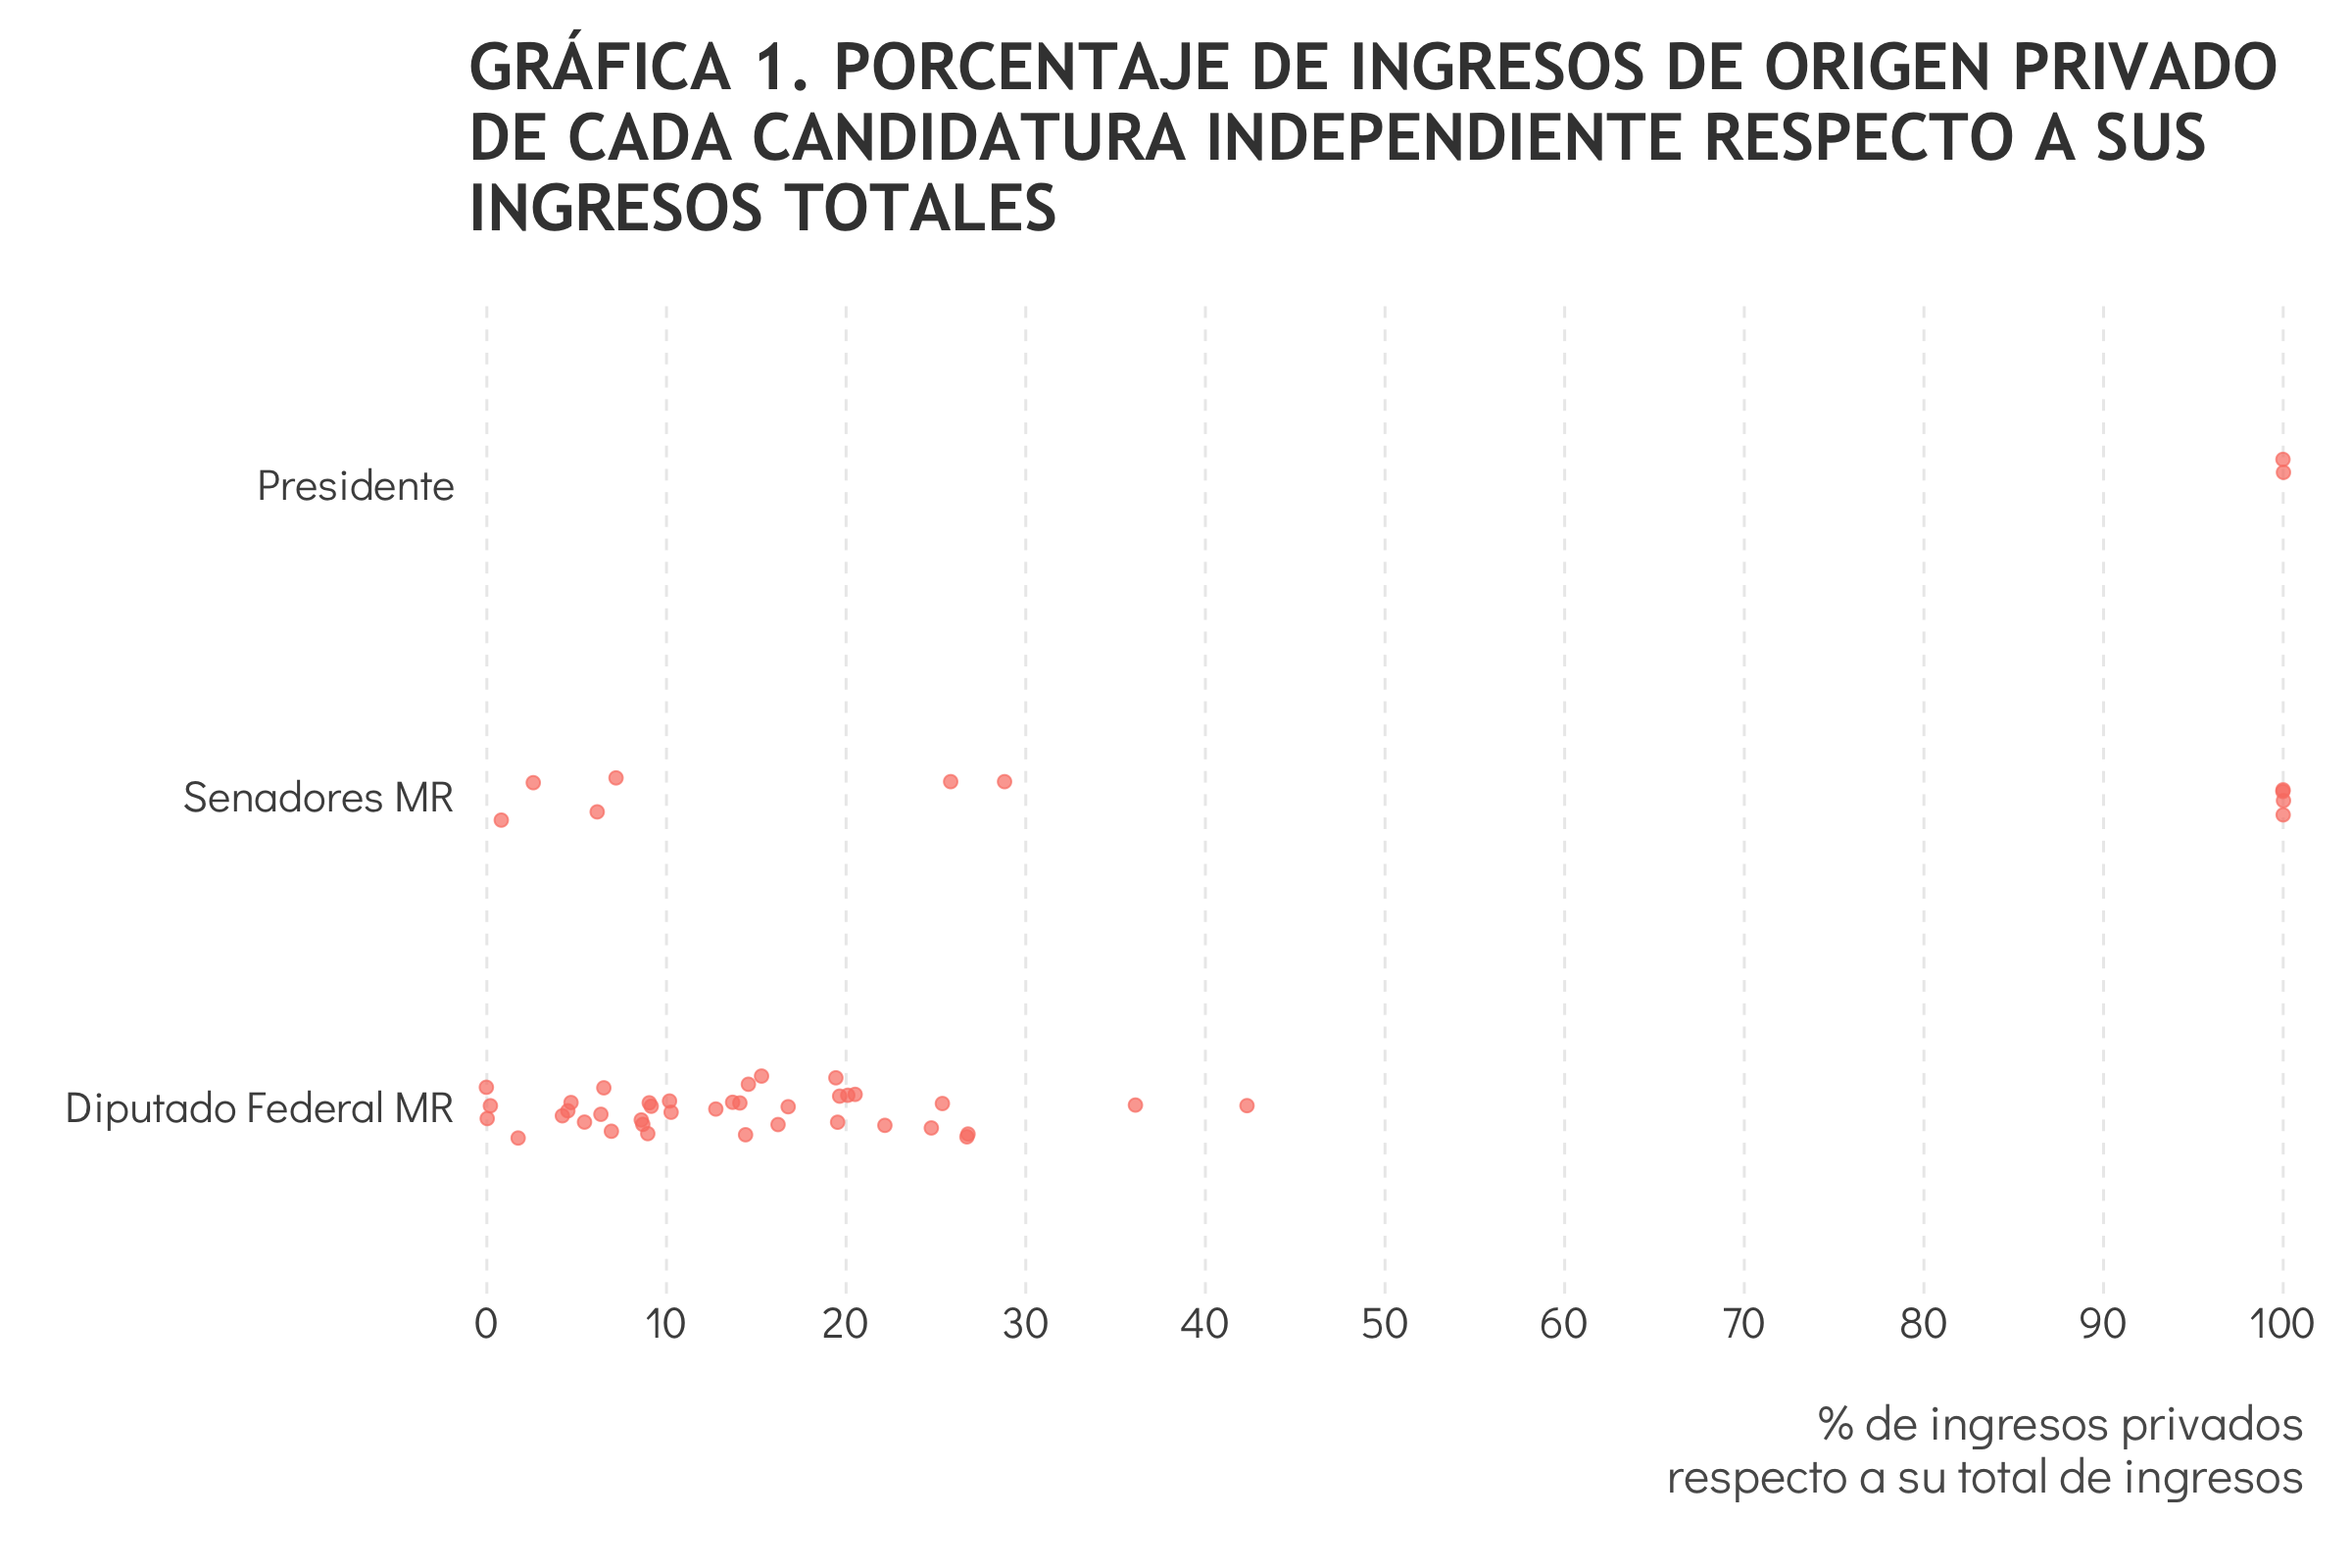 GRÁFICA 1. PORCENTAJE DE INGRESOS DE ORIGEN PRIVADO
DE CADA CANDIDATURA INDEPENDIENTE RESPECTO A SUS
INGRESOS TOTALES
Presidente
Senadores MR
Diputado Federal MR
0 10 20 30 40 50 60 70 80 90 100
% de ingresos privados
respecto a su total de ingresos